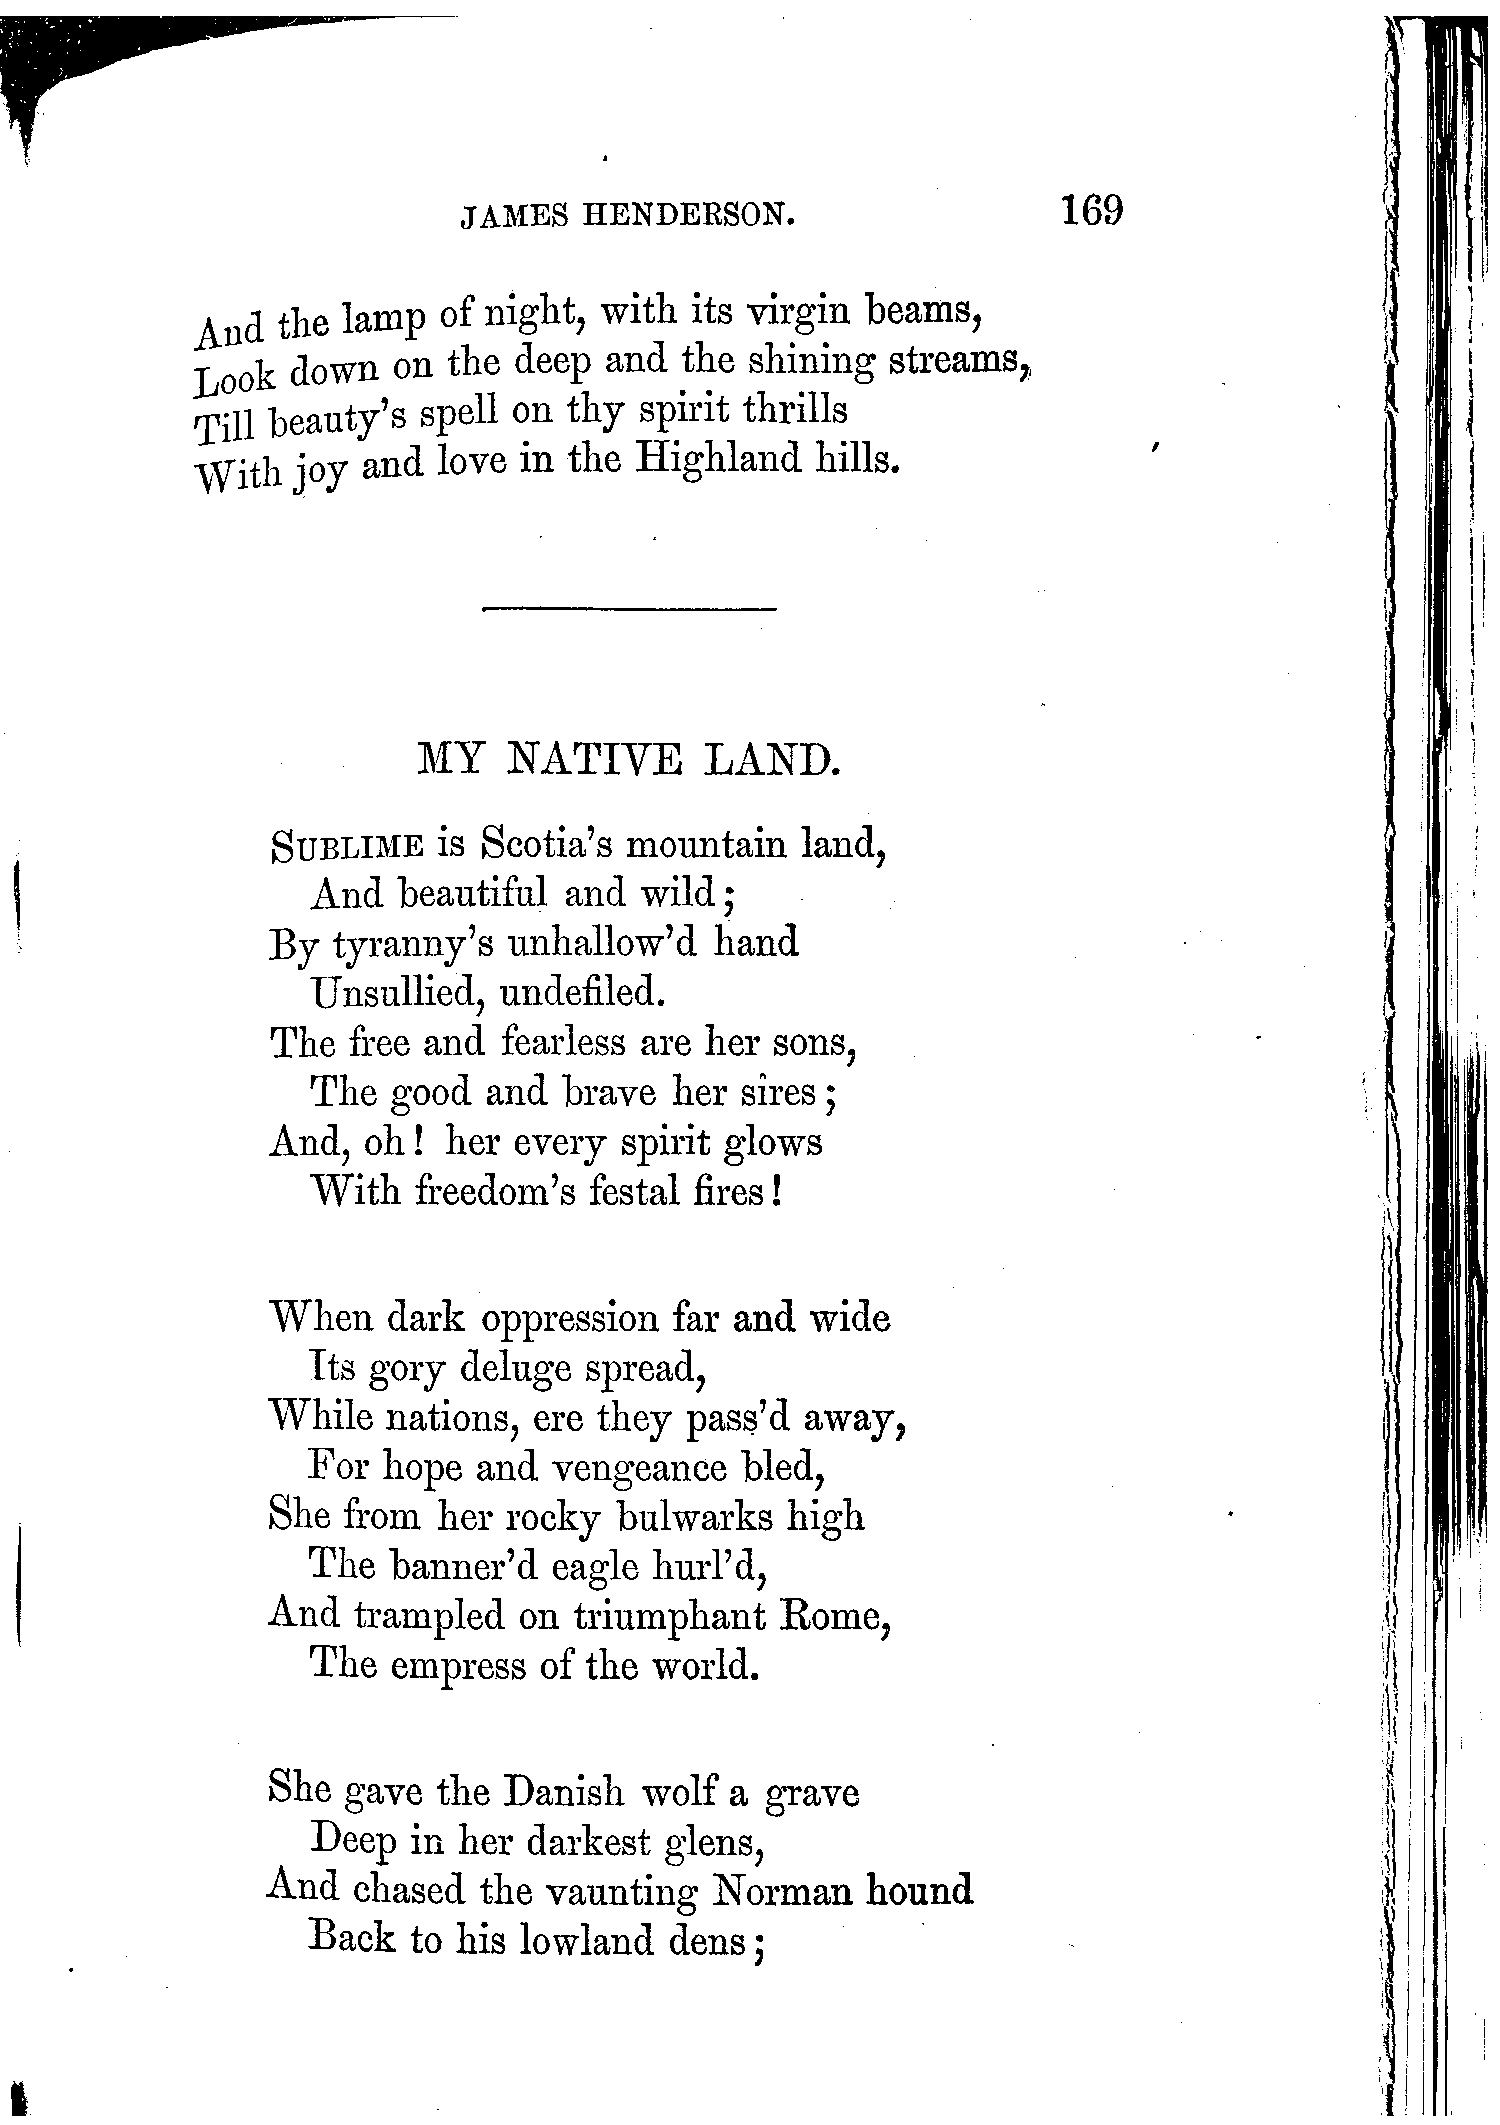 JAMES HENDERSON. 169
And the lamp of night, with its virgin beams,
Look down on the deep and the shining streams,
Till beauty's spell on thy spirit thrills
With joy and love in the Highland hills.
MY NATIVE LAND.
SUBLIME is Scotia's mountain land,
And beautiful and wild;
By tyranny's unhallow'd hand
Unsullied, undefiled.
The free and fearless are her sons,
The good and brave her sires;
And, oh! her every spirit glows
With freedom's festal fires!
When dark oppression far and wide
Its gory deluge spread,
While nations, ere they pass'd away,
For hope and vengeance bled,
She from her rocky bulwarks high
The banner'd eagle hurl'd,
And trampled on triumphant Rome,
The empress of the world.
She gave the Danish wolf a grave
Deep in her darkest glens,
And chased the vaunting Norman hound
Back to his lowland dens;